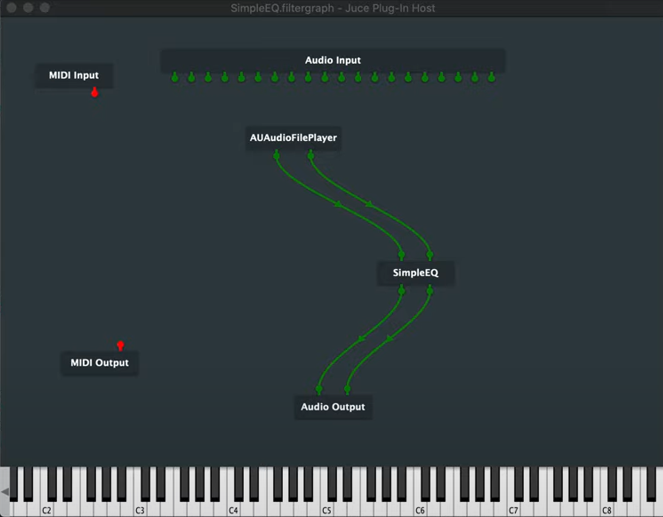 SimpleEQ.filtergraph - Juce Plug-In Host
Audio Input
MIDI Input
AUAudioFilePlayer
SimpleEQ
MIDI Output
Audio Output
C2 C3 C4 C5 C6 C7 C8